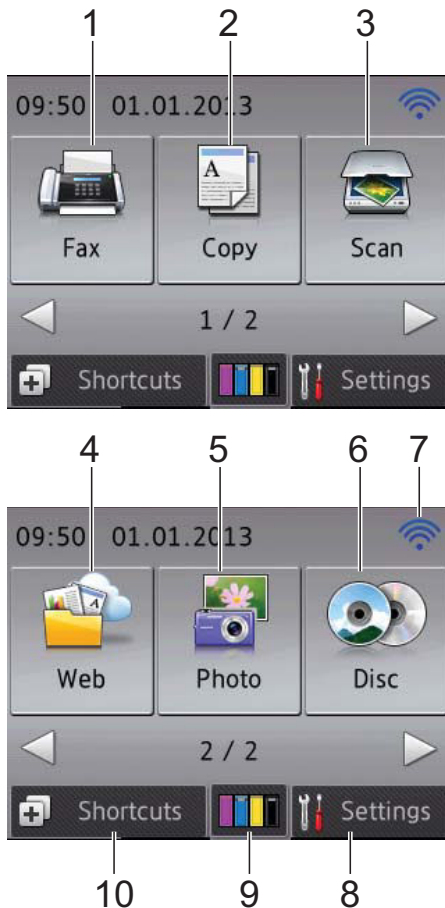 1 2 3
09:50 01.01.2013
A
Fax Copy Scan
1 / 2
Shortcuts Settings
4 5 6 7
09:50 01.01.2013
A
Web Photo Disc
2 / 2
Shortcuts Settings
10 9 8